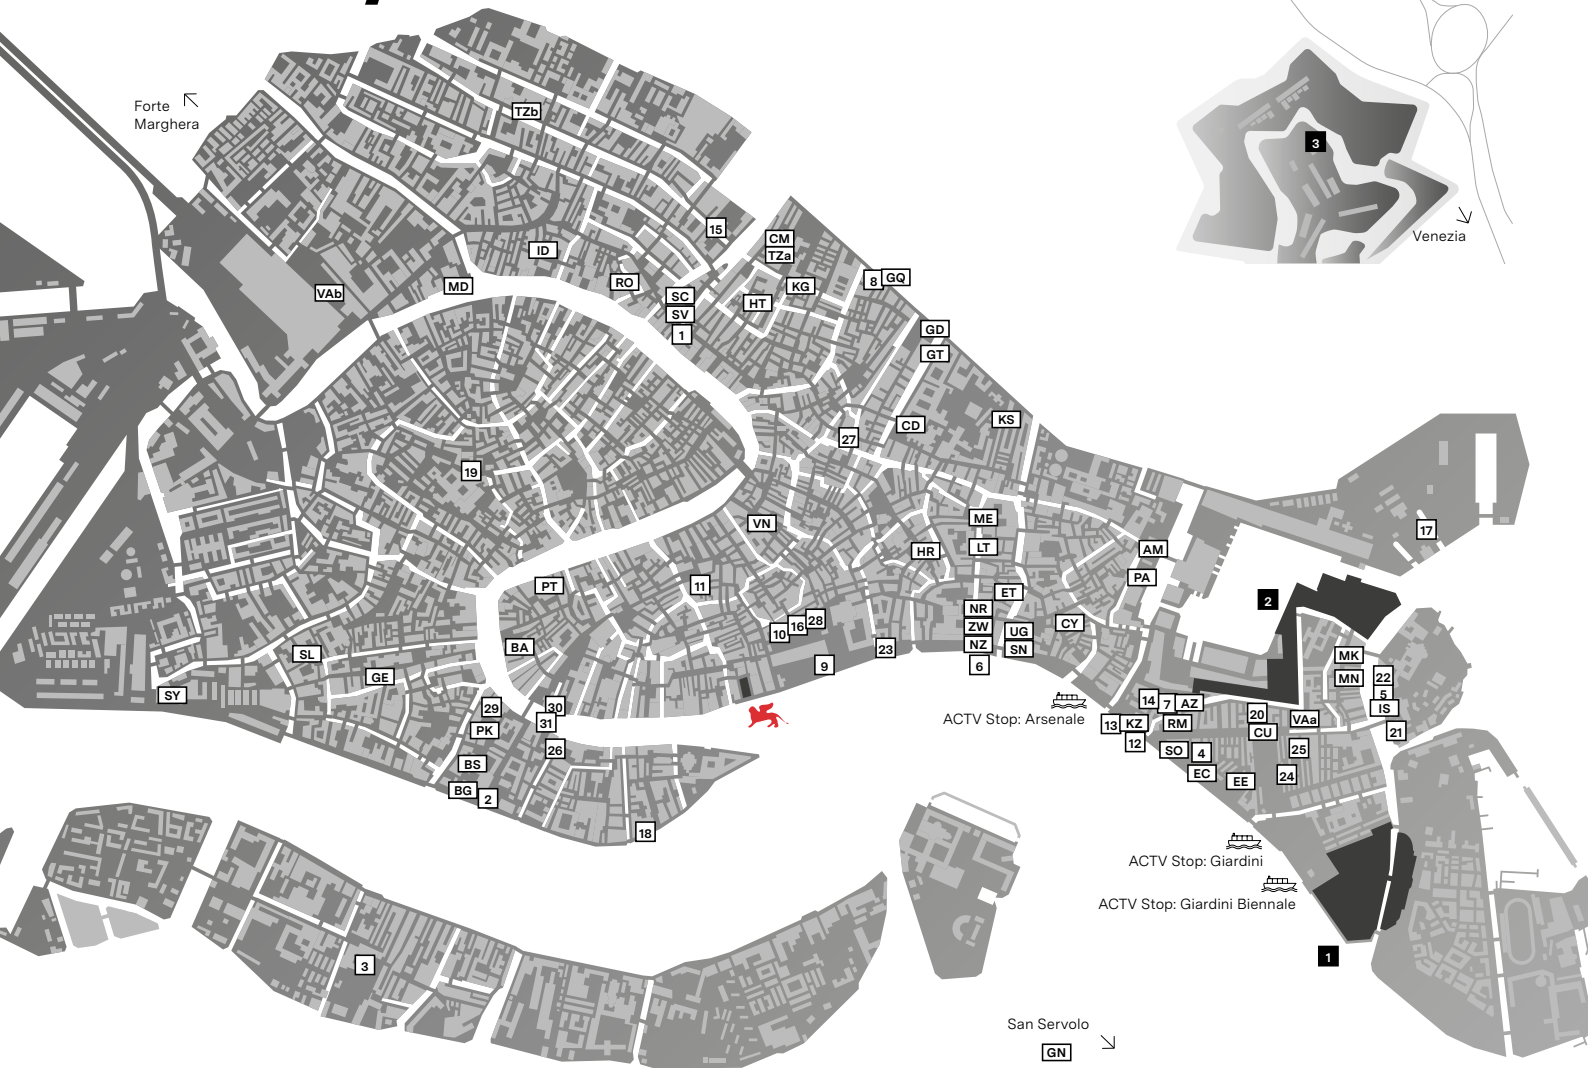 Forte
Marghera
TZb
3
Venezia
15
CM
TZa
ID
RO
MD
VAb
SC
SV
1
HT
KG
8
GQ
GD
GT
KS
CD
27
19
VN
ME
LT
HR
AM
PA
17
2
PT
11
ET
NR
ZW
NZ
6
UG
SN
CY
10
16
28
23
9
BA
SL
GE
SY
MK
MN
22
5
IS
21
14
7
AZ
13
KZ
RM
12
20
CU
VAa
25
24
SO
4
EC
EE
ACTV Stop: Arsenale
29
30
31
PK
26
BS
BG
2
18
ACTV Stop: Giardini
ACTV Stop: Giardini Biennale
1
3
San Servolo
GN